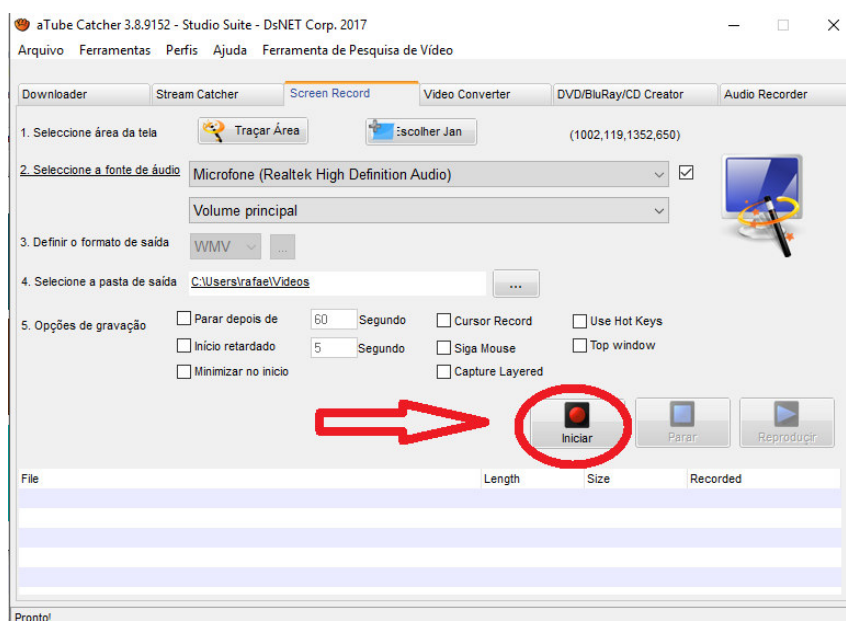 aTube Catcher 3.8.9152 - Studio Suite - DsNET Corp. 2017
Arquivo Ferramentas Perfis Ajuda Ferramenta de Pesquisa de Vídeo
Downloader Stream Catcher Screen Record Video Converter DVD/BluRay/CD Creator Audio Recorder
1. Seleccione área da tela Traçar Área Escolher Jan (1002,119,1352,650)
2. Seleccione a fonte de áudio Microfone (Realtek High Definition Audio)
Volume principal
3. Definir o formato de saída WMV ...
4. Selecione a pasta de saída C:\Users\rafae\Videos ...
5. Opções de gravação Parar depois de 60 Segundo Cursor Record Use Hot Keys
Início retardado 5 Segundo Siga Mouse Top window
Minimizar no inicio Capture Layered
Iniciar Parar Reproduçir
File Length Size Recorded
Pronto!